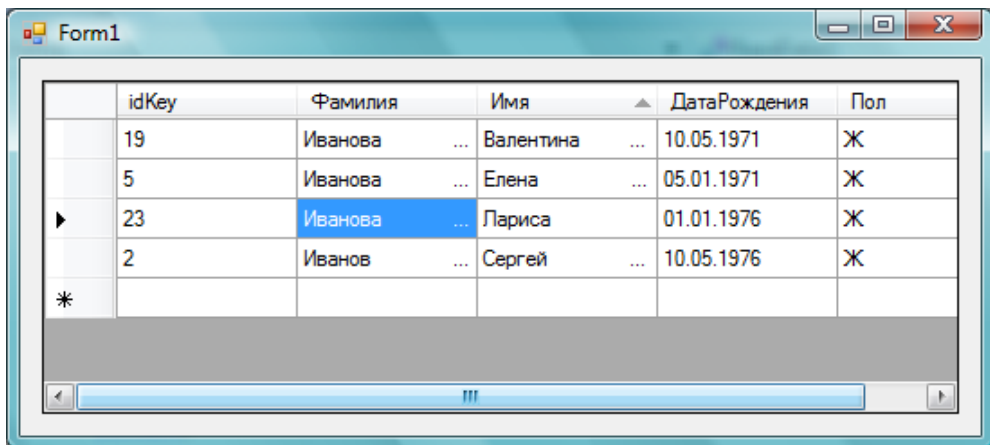 Form1
idKey Фамилия Имя ДатаРождения Пол
19 Иванова ... Валентина ... 10.05.1971 Ж
5 Иванова ... Елена ... 05.01.1971 Ж
23 Иванова ... Лариса 01.01.1976 Ж
2 Иванов ... Сергей ... 10.05.1976 Ж